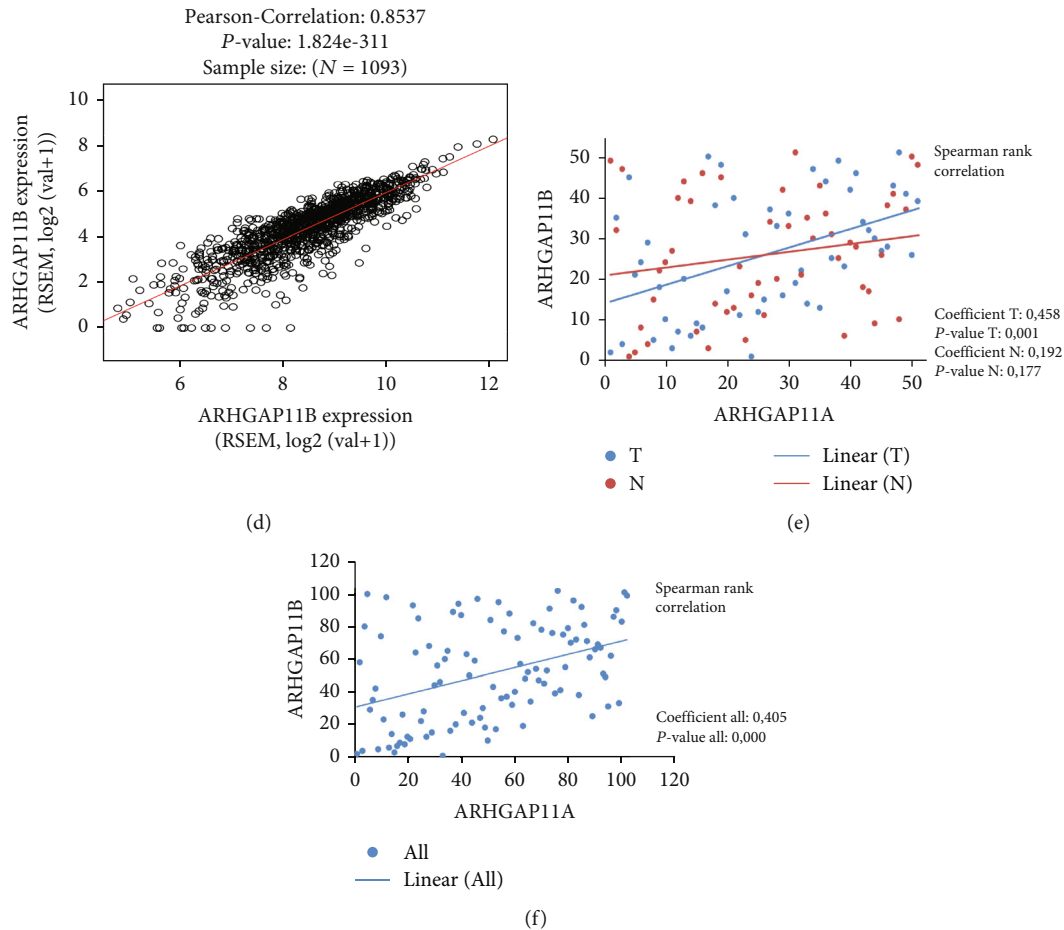 Pearson-Correlation: 0.8537
P-value: 1.824e-311
Sample size: (N = 1093)
ARHGAP11B expression
(RSEM, log2 (val+1))
10
8
6
4
2
0
6
8
10
12
ARHGAP11B expression
(RSEM, log2 (val+1))
(d)
Spearman rank
correlation
ARHGAP11B
50
40
30
20
10
0
0
10
20
30
40
50
ARHGAP11A
Coefficient T: 0,458
P-value T: 0,001
Coefficient N: 0,192
P-value N: 0,177
T
N
Linear (T)
Linear (N)
(e)
Spearman rank
correlation
ARHGAP11B
120
100
80
60
40
20
0
0
20
40
60
80
100
120
ARHGAP11A
Coefficient all: 0,405
P-value all: 0,000
All
Linear (All)
(f)